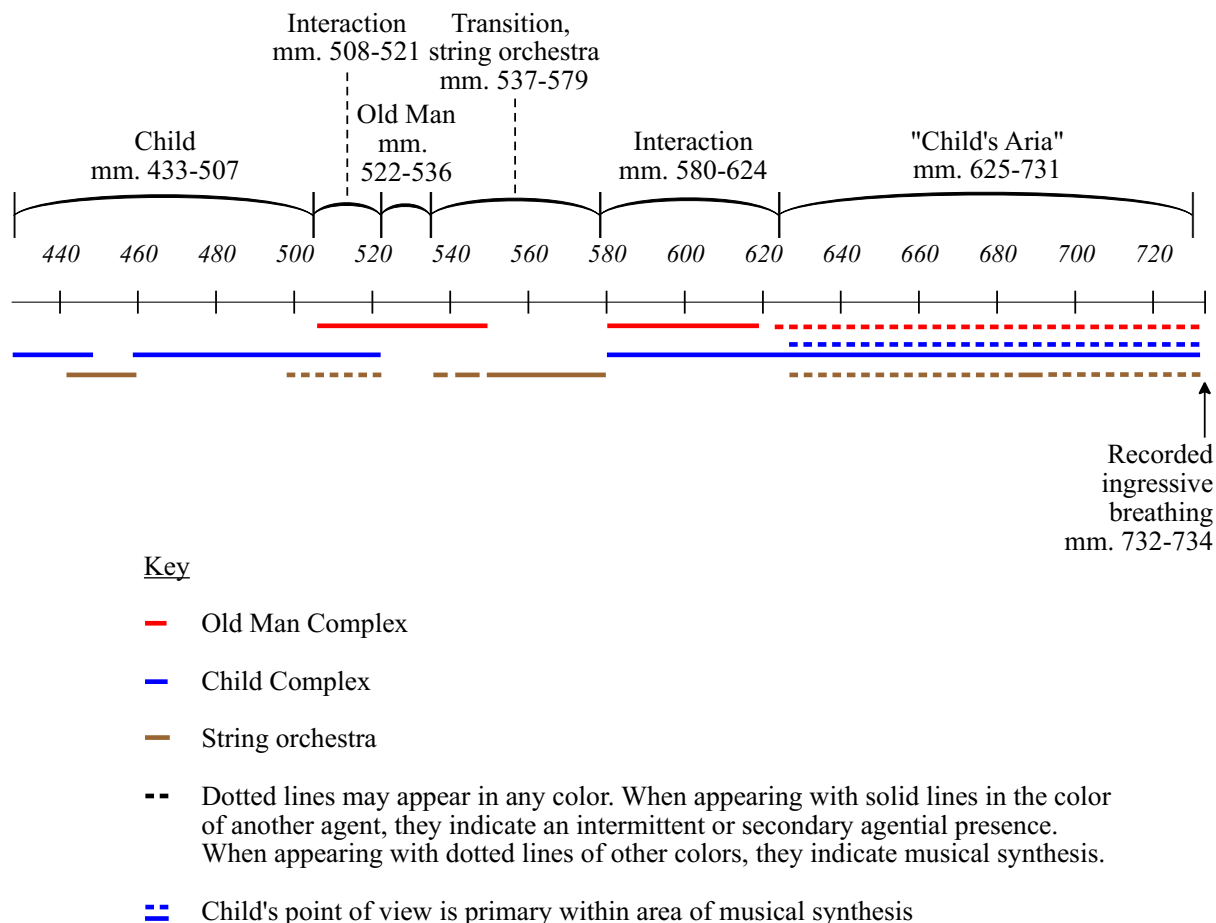 Interaction
mm. 508-521
Transition,
string orchestra
mm. 537-579
Old Man
mm.
522-536
Child
mm. 433-507
Interaction
mm. 580-624
"Child's Aria"
mm. 625-731
440 460 480 500 520 540 560 580 600 620 640 660 680 700 720
Recorded
ingressive
breathing
mm. 732-734
Key
Old Man Complex
Child Complex
String orchestra
Dotted lines may appear in any color. When appearing with solid lines in the color
of another agent, they indicate an intermittent or secondary agential presence.
When appearing with dotted lines of other colors, they indicate musical synthesis.
Child's point of view is primary within area of musical synthesis